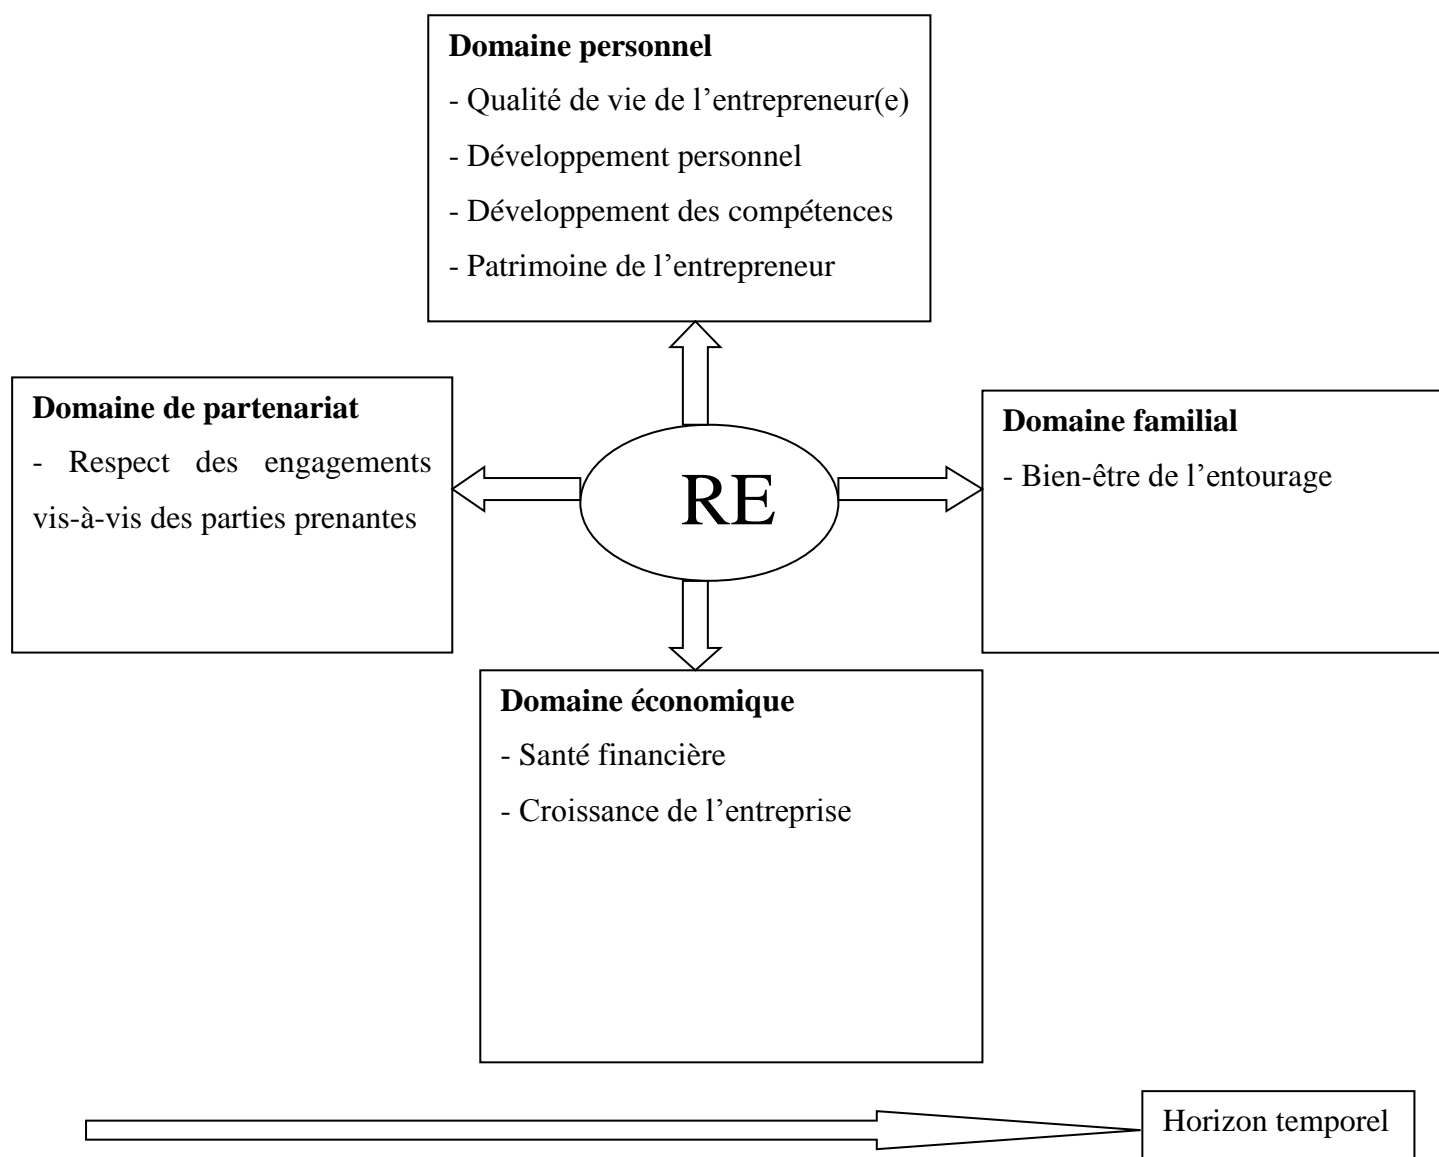 Domaine personnel
- Qualité de vie de l’entrepreneur(e)
- Développement personnel
- Développement des compétences
- Patrimoine de l’entrepreneur
Domaine de partenariat
- Respect des engagements
vis-à-vis des parties prenantes
RE
Domaine familial
- Bien-être de l’entourage
Domaine économique
- Santé financière
- Croissance de l’entreprise
Horizon temporel